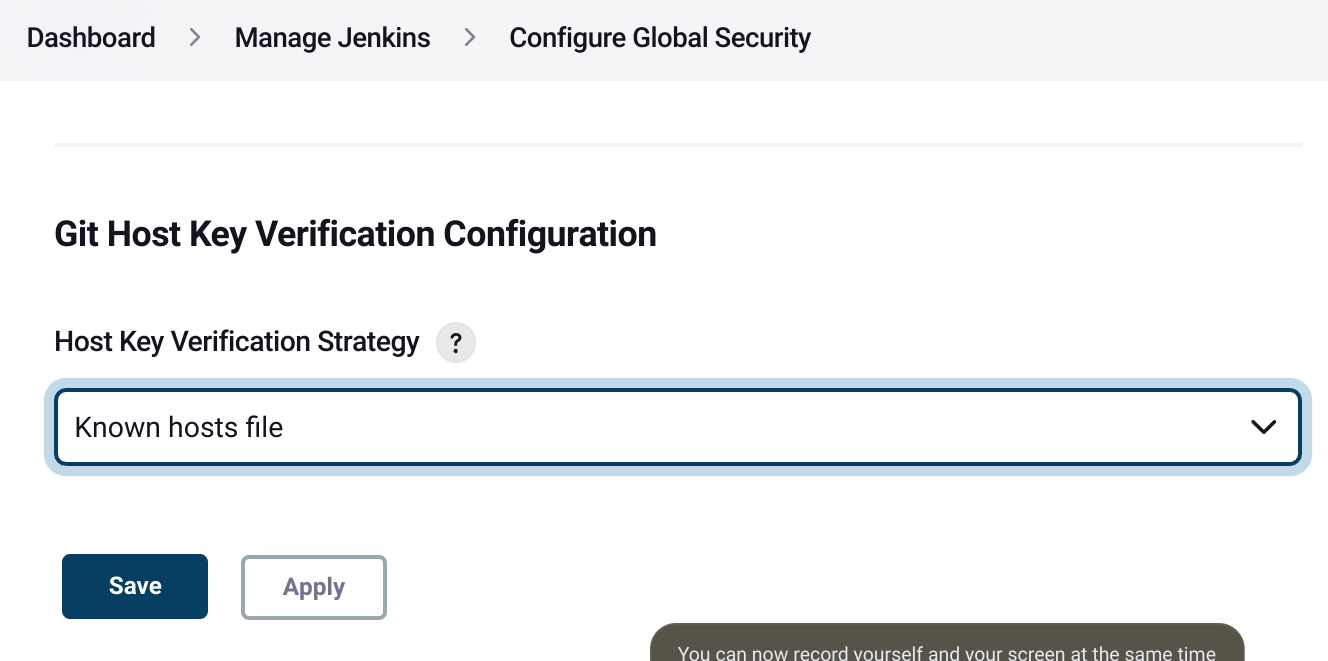 Dashboard > Manage Jenkins > Configure Global Security
Git Host Key Verification Configuration
Host Key Verification Strategy ?
Known hosts file
Save Apply
You can now record yourself and your screen at the same time